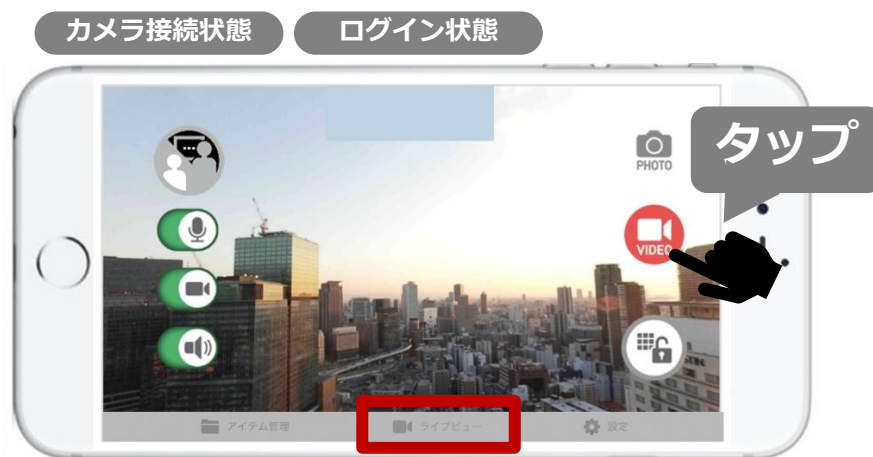 カメラ接続状態
ログイン状態
PHOTO
タップ
VIDEO
アイテム管理
ライブビュー
設定